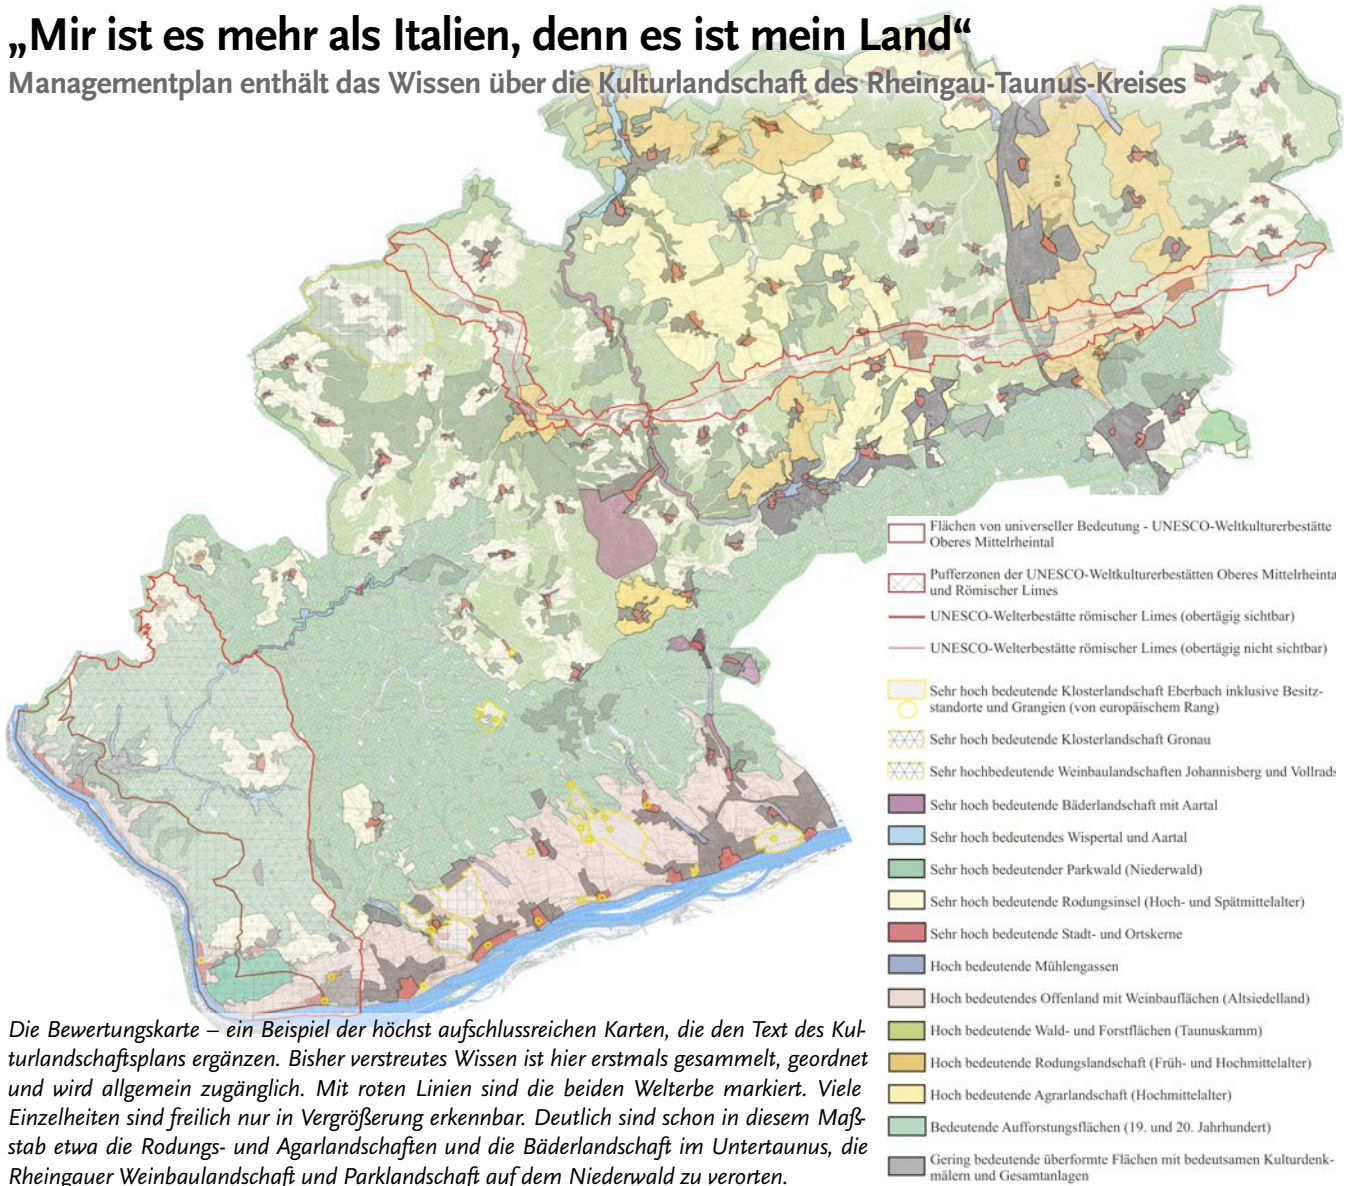 „Mir ist es mehr als Italien, denn es ist mein Land“
Managementplan enthält das Wissen über die Kulturlandschaft des Rheingau-Taunus-Kreises
Flächen von universeller Bedeutung - UNESCO-Weltkulturerbestätte
Oberes Mittelrheintal
Pufferzonen der UNESCO-Weltkulturerbestätten Oberes Mittelrheinta
und Römischer Limes
UNESCO-Welterbestätte römischer Limes (obertägig sichtbar)
UNESCO-Welterbestätte römischer Limes (obertägig nicht sichtbar)
Sehr hoch bedeutende Klosterlandschaft Eberbach inklusive Besitz-
standorte und Grangien (von europäischem Rang)
Sehr hoch bedeutende Klosterlandschaft Gronau
Sehr hochbedeutende Weinbaulandschaften Johannisberg und Vollrads
Sehr hoch bedeutende Bäderlandschaft mit Aartal
Sehr hoch bedeutendes Wispertal und Aartal
Sehr hoch bedeutender Parkwald (Niederwald)
Sehr hoch bedeutende Rodungsinsel (Hoch- und Spätmittelalter)
Sehr hoch bedeutende Stadt- und Ortskerne
Hoch bedeutende Mühlengassen
Hoch bedeutendes Offenland mit Weinbauflächen (Altsiedelland)
Hoch bedeutende Wald- und Forstflächen (Taunuskamm)
Hoch bedeutende Rodungslandschaft (Früh- und Hochmittelalter)
Hoch bedeutende Agrarlandschaft (Hochmittelalter)
Bedeutende Aufforstungsflächen (19. und 20. Jahrhundert)
Gering bedeutende überformte Flächen mit bedeutsamen Kulturdenk-
mälern und Gesamtanlagen
Die Bewertungskarte – ein Beispiel der höchst aufschlussreichen Karten, die den Text des Kul-
turlandschaftsplans ergänzen. Bisher verstreutes Wissen ist hier erstmals gesammelt, geordnet
und wird allgemein zugänglich. Mit roten Linien sind die beiden Welterbe markiert. Viele
Einzelheiten sind freilich nur in Vergrößerung erkennbar. Deutlich sind schon in diesem Maß-
stab etwa die Rodungs- und Agarlandschaften und die Bäderlandschaft im Untertaunus, die
Rheingauer Weinbaulandschaft und Parklandschaft auf dem Niederwald zu verorten.